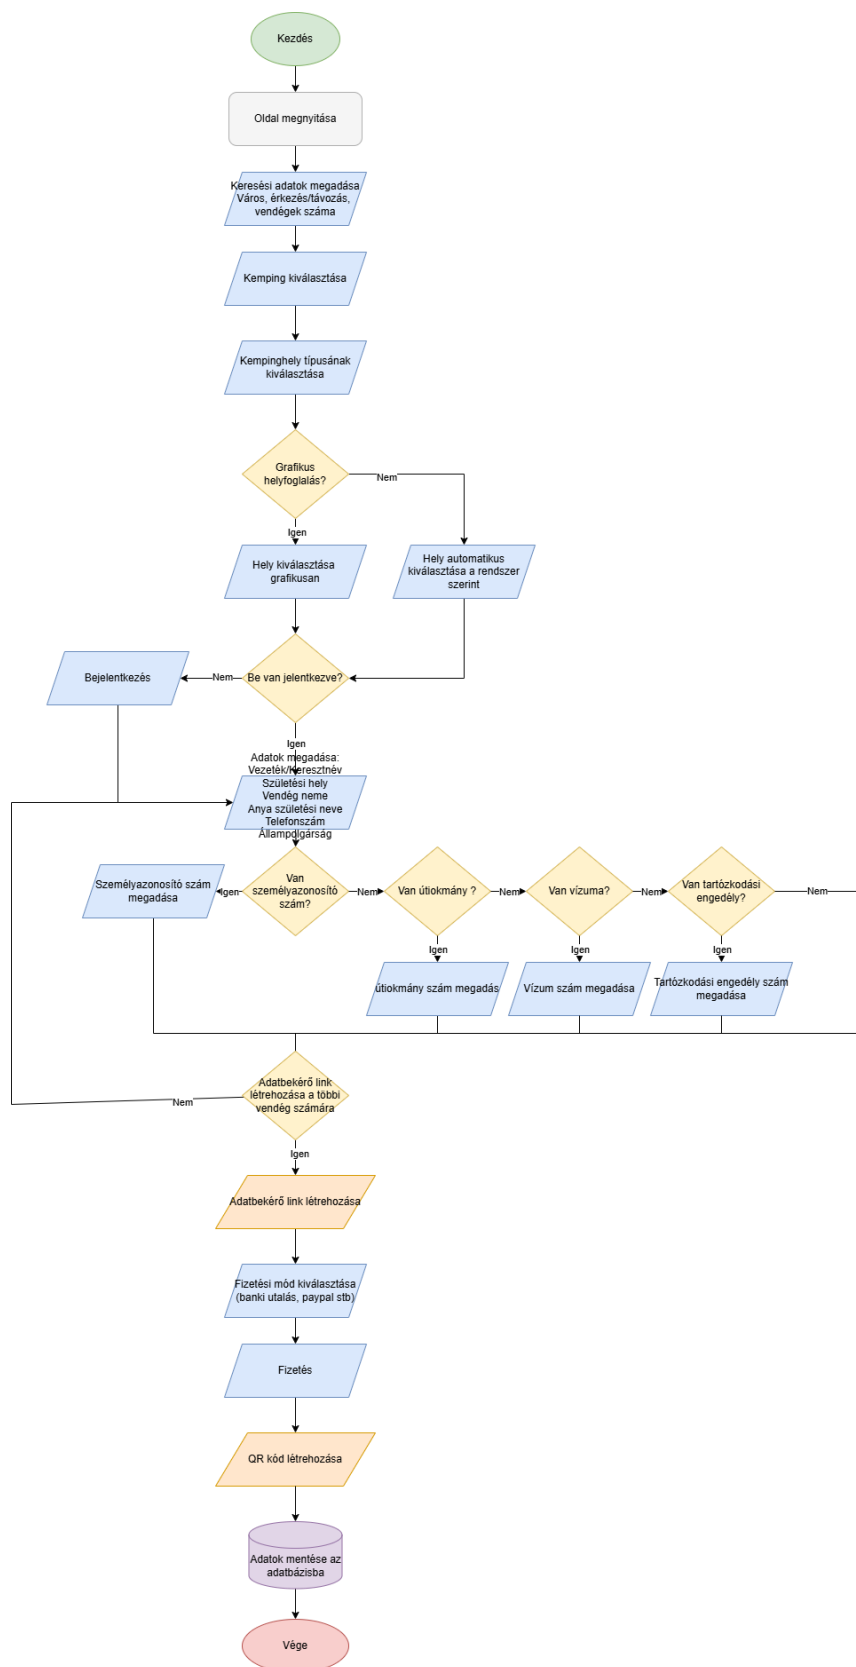 Kezdés
Oldal megnyitása
Keresési adatok megadása
Város, érkezés/távozás,
vendégek száma
Kemping kiválasztása
Kempinghely típusának
kiválasztása
Grafikus
helyfoglalás?
Nem
Igen
Hely kiválasztása
grafikusan
Hely automatikus
kiválasztása a rendszer
szerint
Bejelentkezés
Nem
Be van jelentkezve?
Igen
Adatok megadása:
Vezeték/Keresztnév
Születési hely
Vendég neme
Anya születési neve
Telefonszám
Állampolgárság
Személyazonosító szám
megadása
Igen
Van
személyazonosító
szám?
Nem
Van útiokmány ?
Nem
Van vízuma?
Nem
Van tartózkodási
engedély?
Nem
Igen
Igen
Igen
útiokmány szám megadás
Vízum szám megadása
Tartózkodási engedély szám
megadása
Adatbekérő link
létrehozása a többi
vendég számára
Nem
Igen
Adatbekérő link létrehozása
Fizetési mód kiválasztása
(banki utalás, paypal stb)
Fizetés
QR kód létrehozása
Adatok mentése az
adatbázisba
Vége